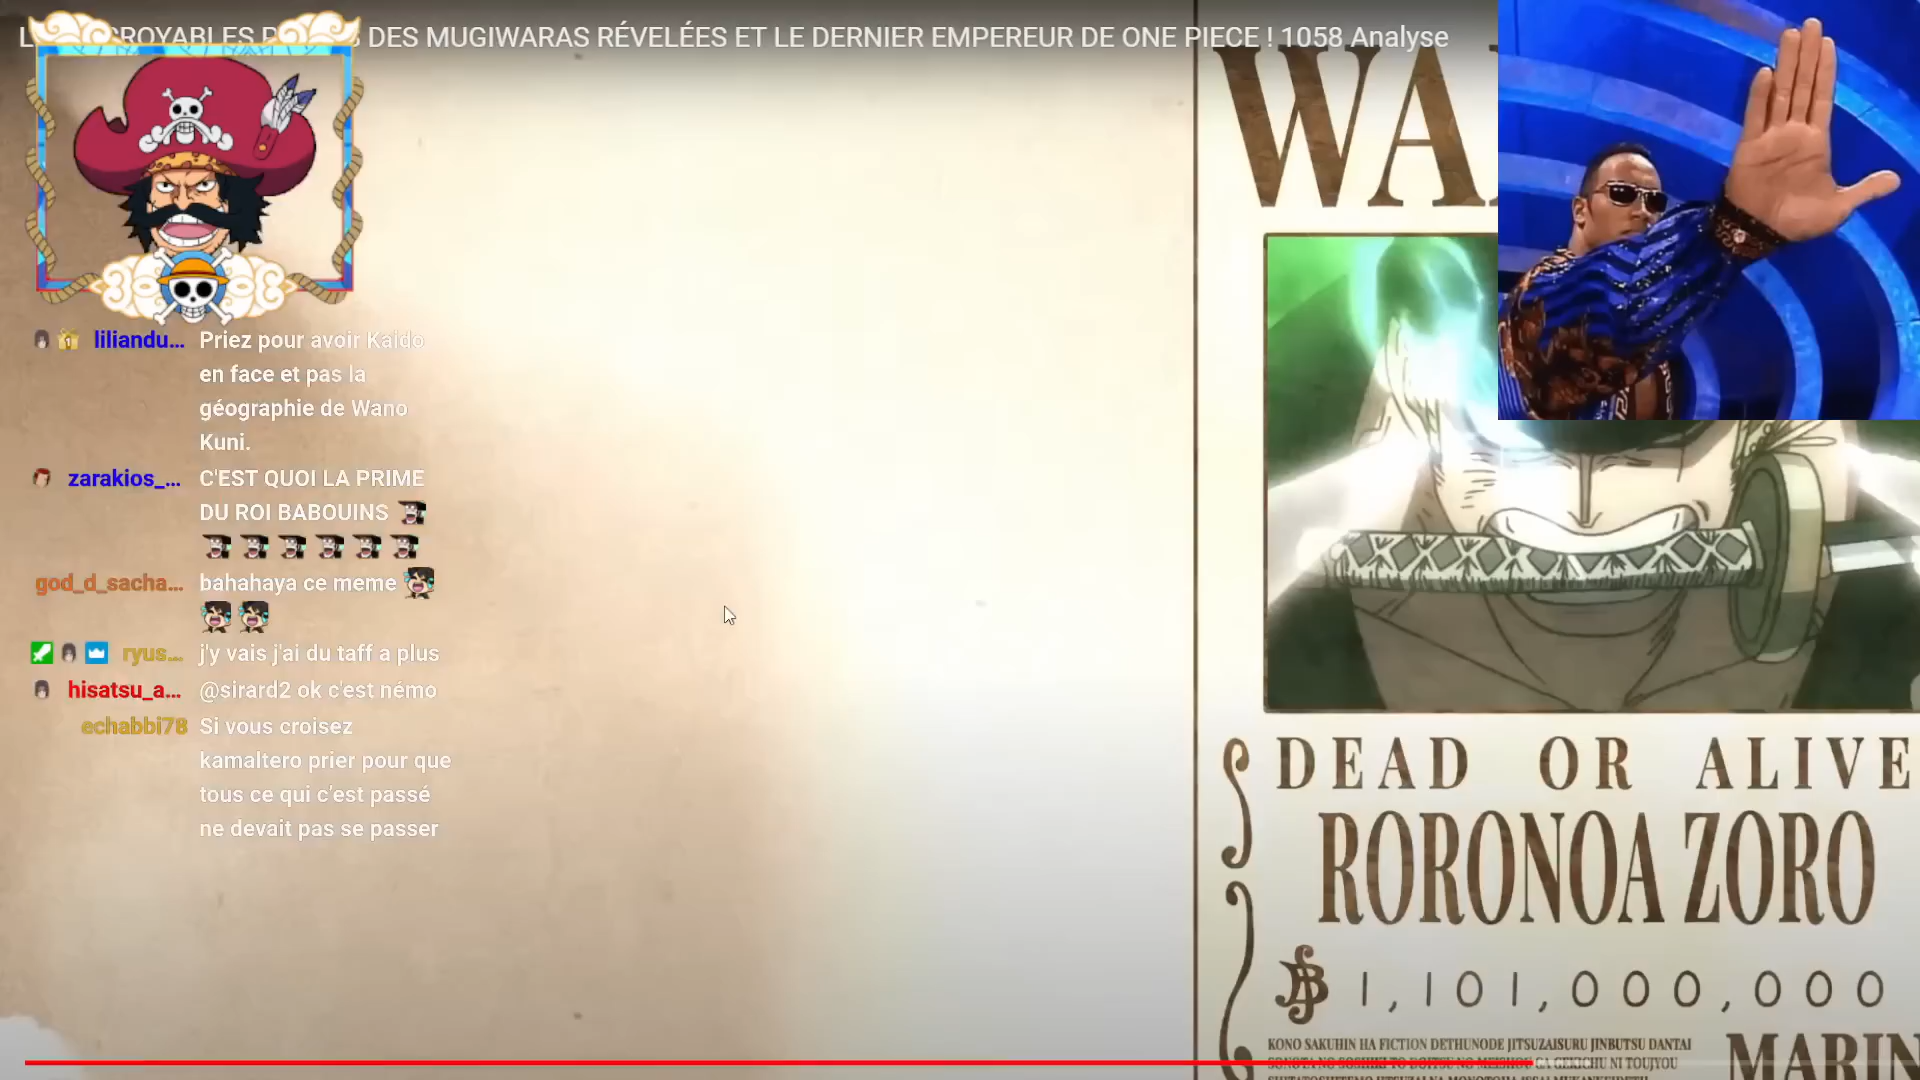 DES MUGIWARAS RÉVELÉES ET LE DERNIER EMPEREUR DE ONE PIECE ! 1058 Analyse
liliandu... Priez pour avoir Kaido
en face et pas la
géographie de Wano
Kuni.
zarakios_... C'EST QUOI LA PRIME
DU ROI BABOUINS
god_d_sacha... bahahaya ce meme
ryus... j'y vais j'ai du taff a plus
hisatsu_a... @sirard2 ok c'est némo
echabbi78 Si vous croisez
kamaltero prier pour que
tous ce qui c'est passé
ne devait pas se passer
WA
DEAD OR ALIVE
RORONOA ZORO
1,101,000,000
KONO SAKUHIN HA FICTION DETHUNODE JITSUZAISURU JINBUTSU DANTAI
MARIN